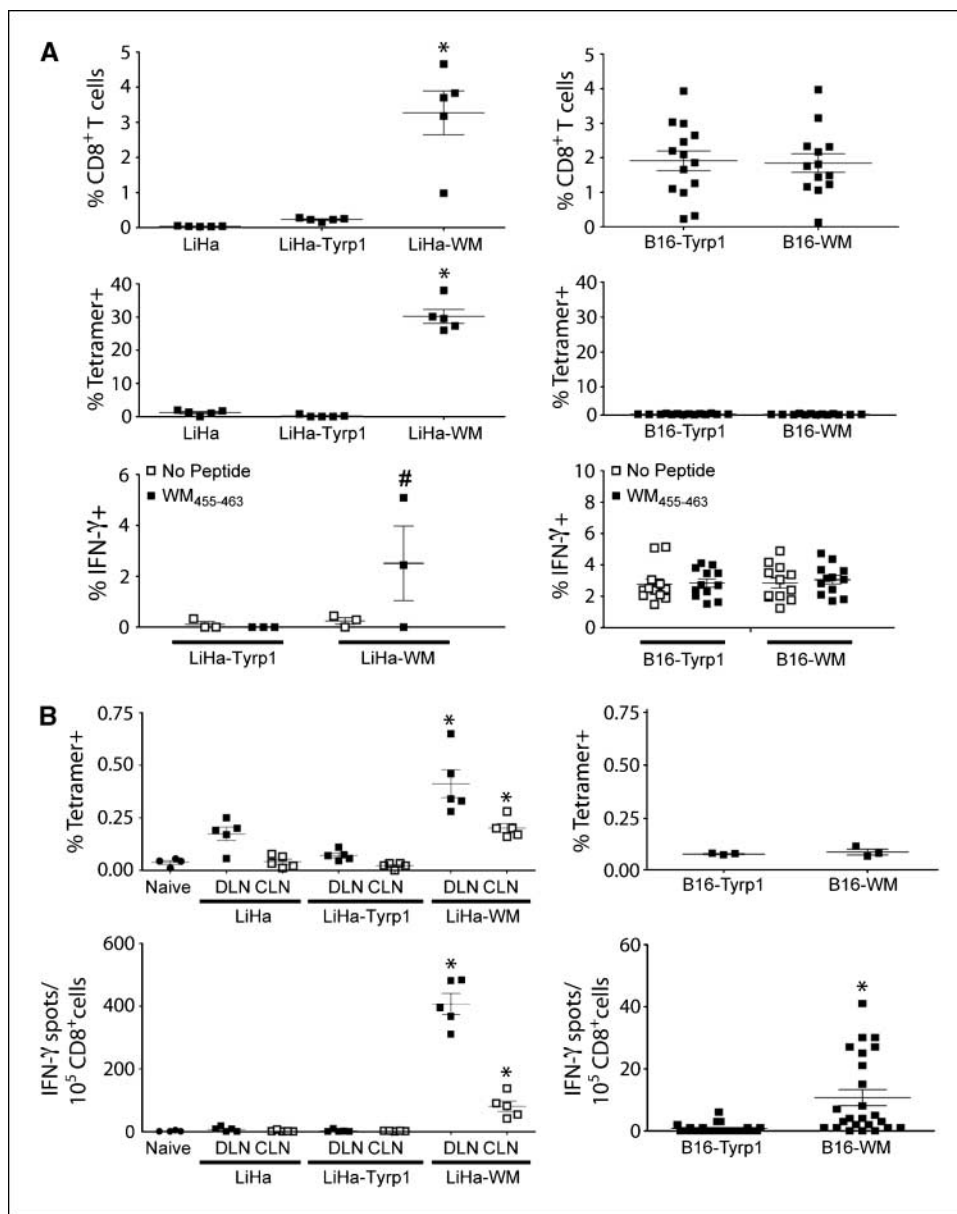 A
% CD8+ T cells
5
4
3
2
1
0
*
LiHa
LiHa-Tyrp1
LiHa-WM
% CD8+ T cells
5
4
3
2
1
0
B16-Tyrp1
B16-WM
% Tetramer+
40
30
20
10
0
*
LiHa
LiHa-Tyrp1
LiHa-WM
% Tetramer+
40
30
20
10
0
B16-Tyrp1
B16-WM
% IFN-γ+
6
4
2
0
No Peptide
WM455-463
#
LiHa-Tyrp1
LiHa-WM
% IFN-γ+
10
8
6
4
2
0
No Peptide
WM455-463
B16-Tyrp1
B16-WM
B
% Tetramer+
0.75
0.50
0.25
0.00
*
*
Naive
DLN CLN
DLN CLN
DLN CLN
LiHa
LiHa-Tyrp1
LiHa-WM
% Tetramer+
0.75
0.50
0.25
0.00
B16-Tyrp1
B16-WM
IFN-γ spots/
10^5 CD8+cells
600
400
200
0
*
*
Naive
DLN CLN
DLN CLN
DLN CLN
LiHa
LiHa-Tyrp1
LiHa-WM
IFN-γ spots/
10^5 CD8+cells
60
40
20
0
*
B16-Tyrp1
B16-WM